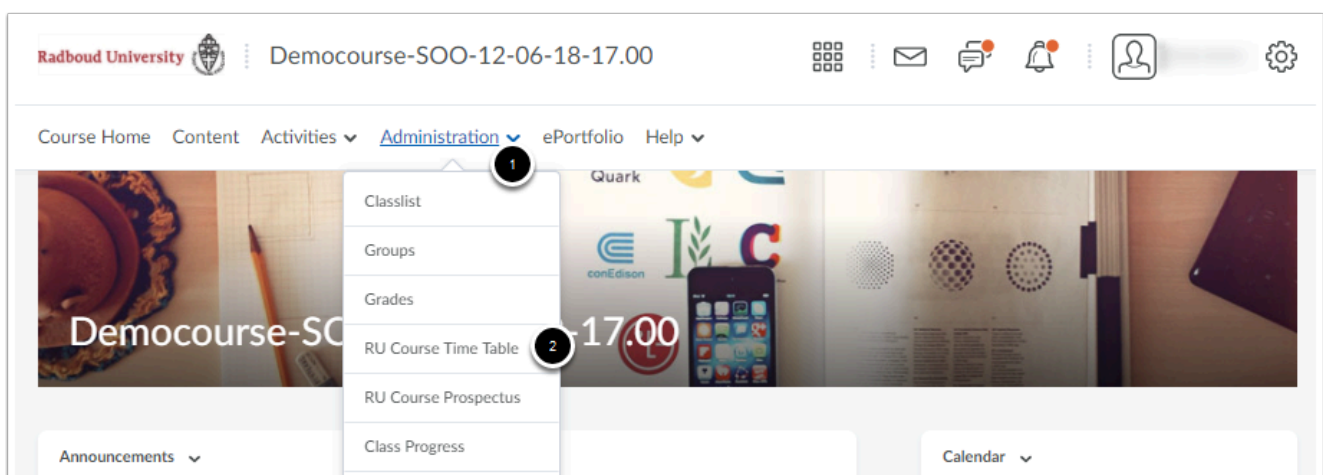 Radboud University
Democourse-SOO-12-06-18-17.00
Course Home Content Activities Administration ePortfolio Help
1
Quark
Classlist
Groups
conEdison
Grades
Democourse-SO
-17.00
RU Course Time Table
2
RU Course Prospectus
Class Progress
Announcements
Calendar